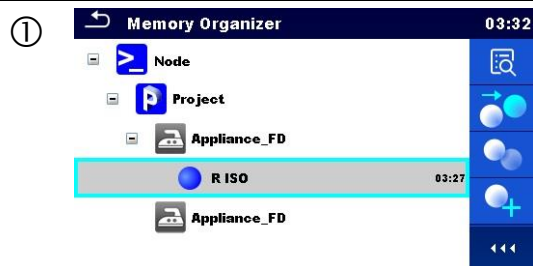 ①
Memory Organizer 03:32
Node
Project
Appliance_FD
R ISO 03:27
Appliance_FD